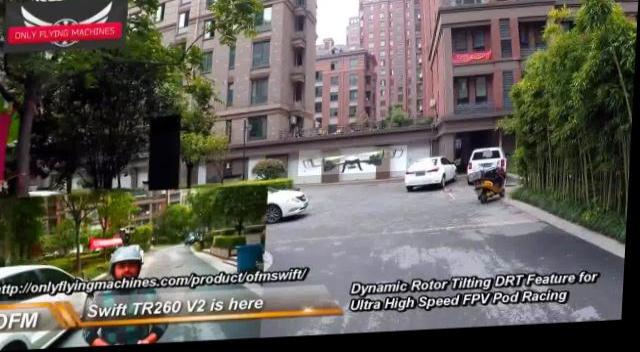 ONLY FLYING MACHINES
http://onlyflyingmachines.com/product/ofmswift/
OFM
Swift TR260 V2 is here
Dynamic Rotor Tilting DRT Feature for
Ultra High Speed FPV Pod Racing